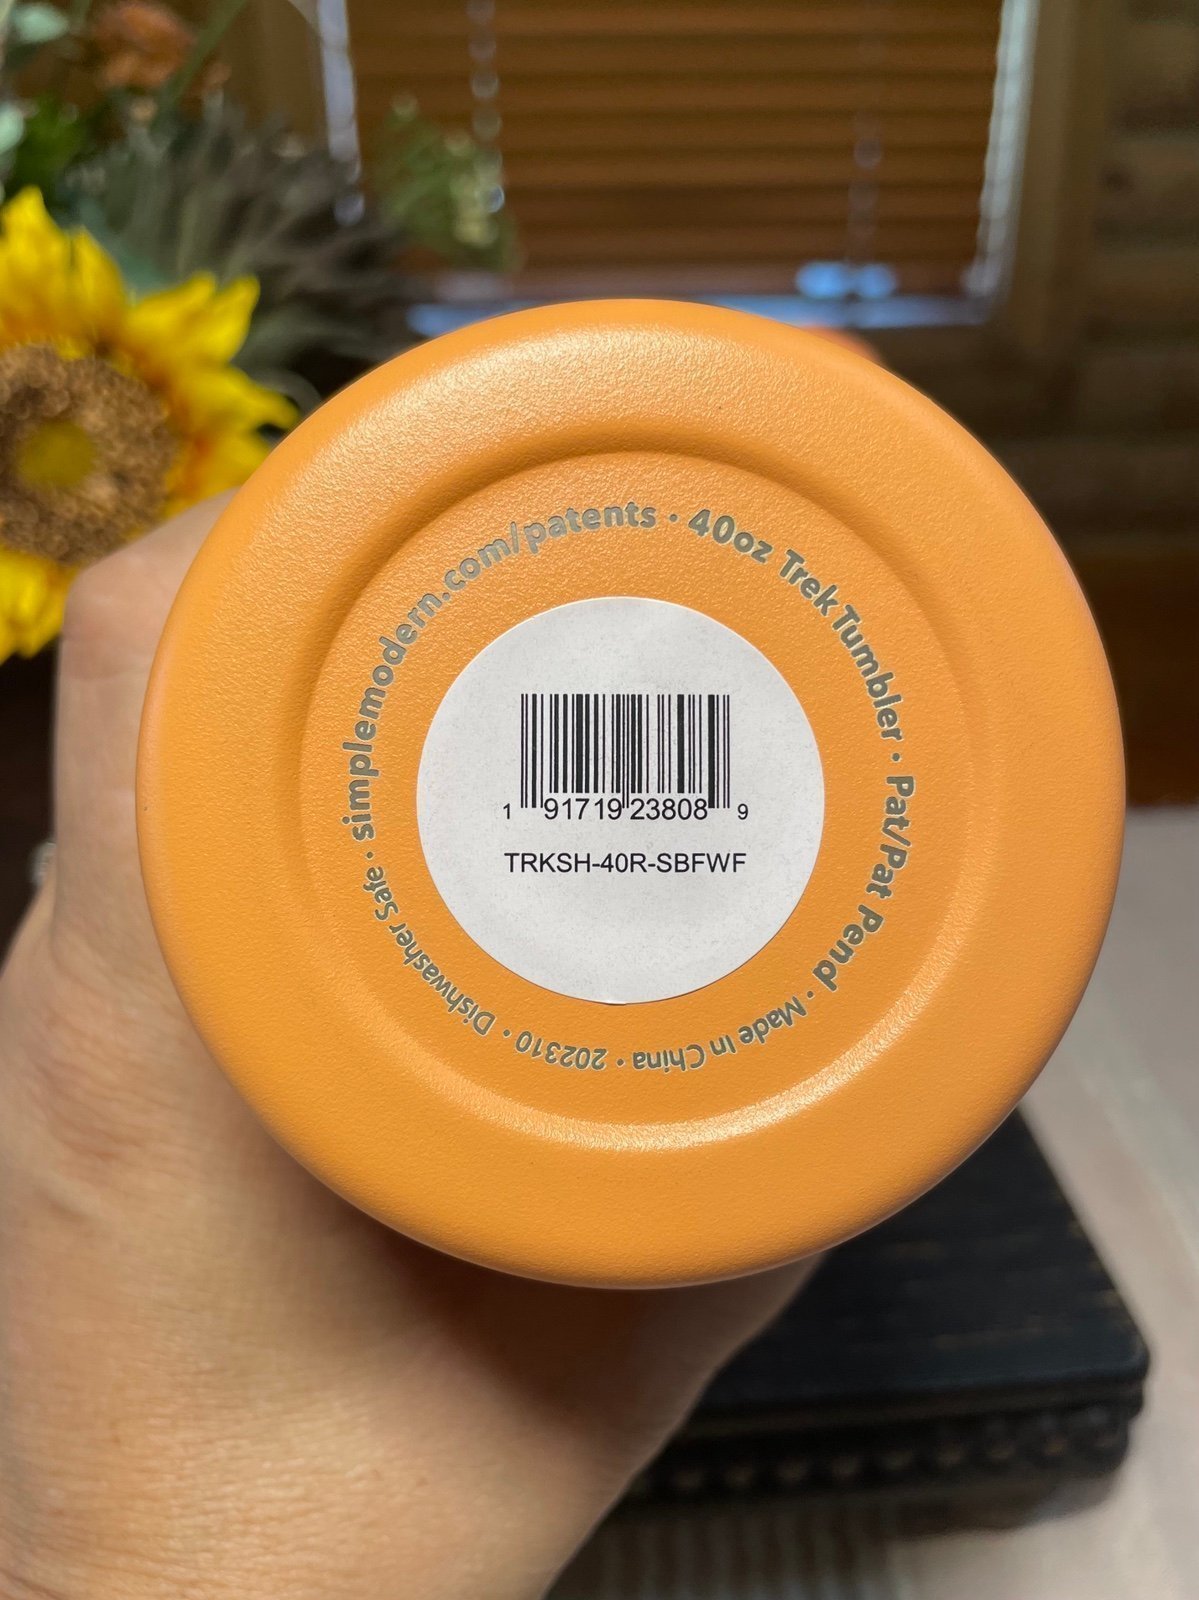 simplemodern.com/patents · 40oz Trek Tumbler · Pat/Pat Pend · Made In China · 202310 · Dishwasher Safe ·
1 91719 23808 9
TRKSH-40R-SBFWF